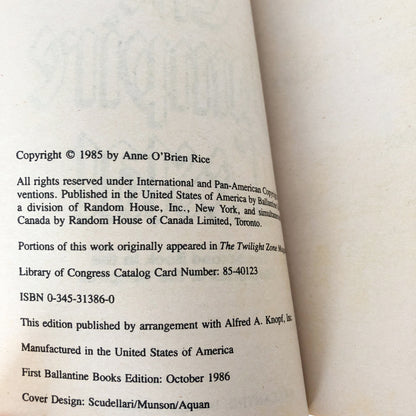 Copyright © 1985 by Anne O'Brien Rice
All rights reserved under International and Pan-American
ventions. Published in the United States of America by Ballantine
a division of Random House, Inc., New York, and
Canada by Random House of Canada Limited, Toronto.
Portions of this work originally appeared in The Twilight Zone
Library of Congress Catalog Card Number: 85-40123
ISBN 0-345-31386-0
This edition published by arrangement with Alfred A. Knopf, Inc
Manufactured in the United States of America
First Ballantine Books Edition: October 1986
Cover Design: Scudellari/Munson/Aquan